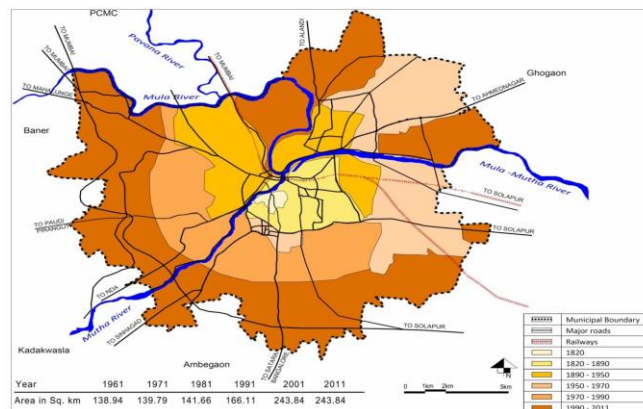 PCMC
TO MUMBAI
TO MUMBAI
Pavana River
TO MUMBAI
TO ALANDI
Ghogaon
Mula River
TO MAHALUNGE
TO AHMEDNAGAR
Baner
Mula -Mutha River
TO SOLAPUR
TO PAUD/
PIRANGUT
TO SOLAPUR
TO NDA
Mutha River
TO SINHAGAD
TO SOLAPUR
Kadakwasla
Ambegaon
TO SATARA/
BANGALORE
Municipal Boundary
Major roads
Railways
1820
1820 - 1890
1890 - 1950
1950 - 1970
1970 - 1990
1990 - 2011
N
0 1km 2km 5km
Year 1961 1971 1981 1991 2001 2011
Area in Sq. km 138.94 139.79 141.66 166.11 243.84 243.84